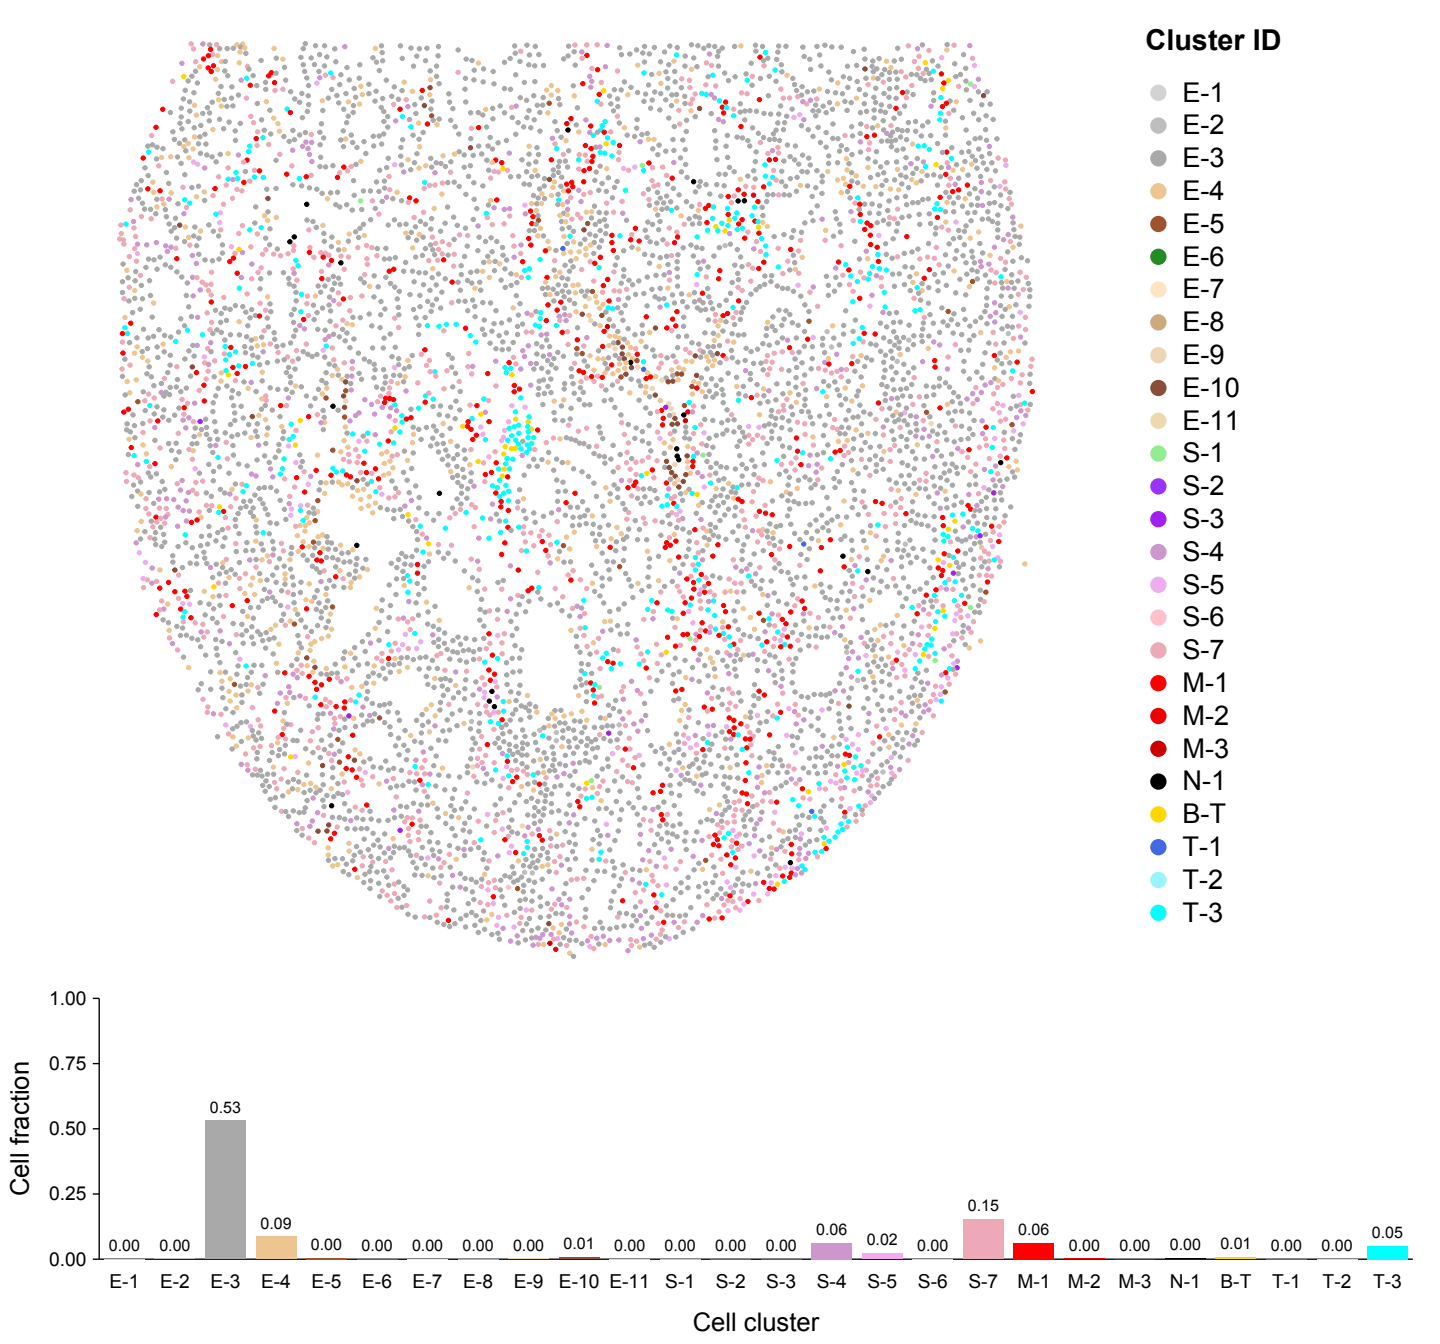 Cluster ID
E-1
E-2
E-3
E-4
E-5
E-6
E-7
E-8
E-9
E-10
E-11
S-1
S-2
S-3
S-4
S-5
S-6
S-7
M-1
M-2
M-3
N-1
B-T
T-1
T-2
T-3
Cell fraction
1.00
0.75
0.50
0.25
0.00
0.00 0.00 0.53 0.09 0.00 0.00 0.00 0.00 0.00 0.01 0.00 0.00 0.00 0.00 0.06 0.02 0.00 0.15 0.06 0.00 0.00 0.00 0.01 0.00 0.00 0.05
E-1 E-2 E-3 E-4 E-5 E-6 E-7 E-8 E-9 E-10 E-11 S-1 S-2 S-3 S-4 S-5 S-6 S-7 M-1 M-2 M-3 N-1 B-T T-1 T-2 T-3
Cell cluster